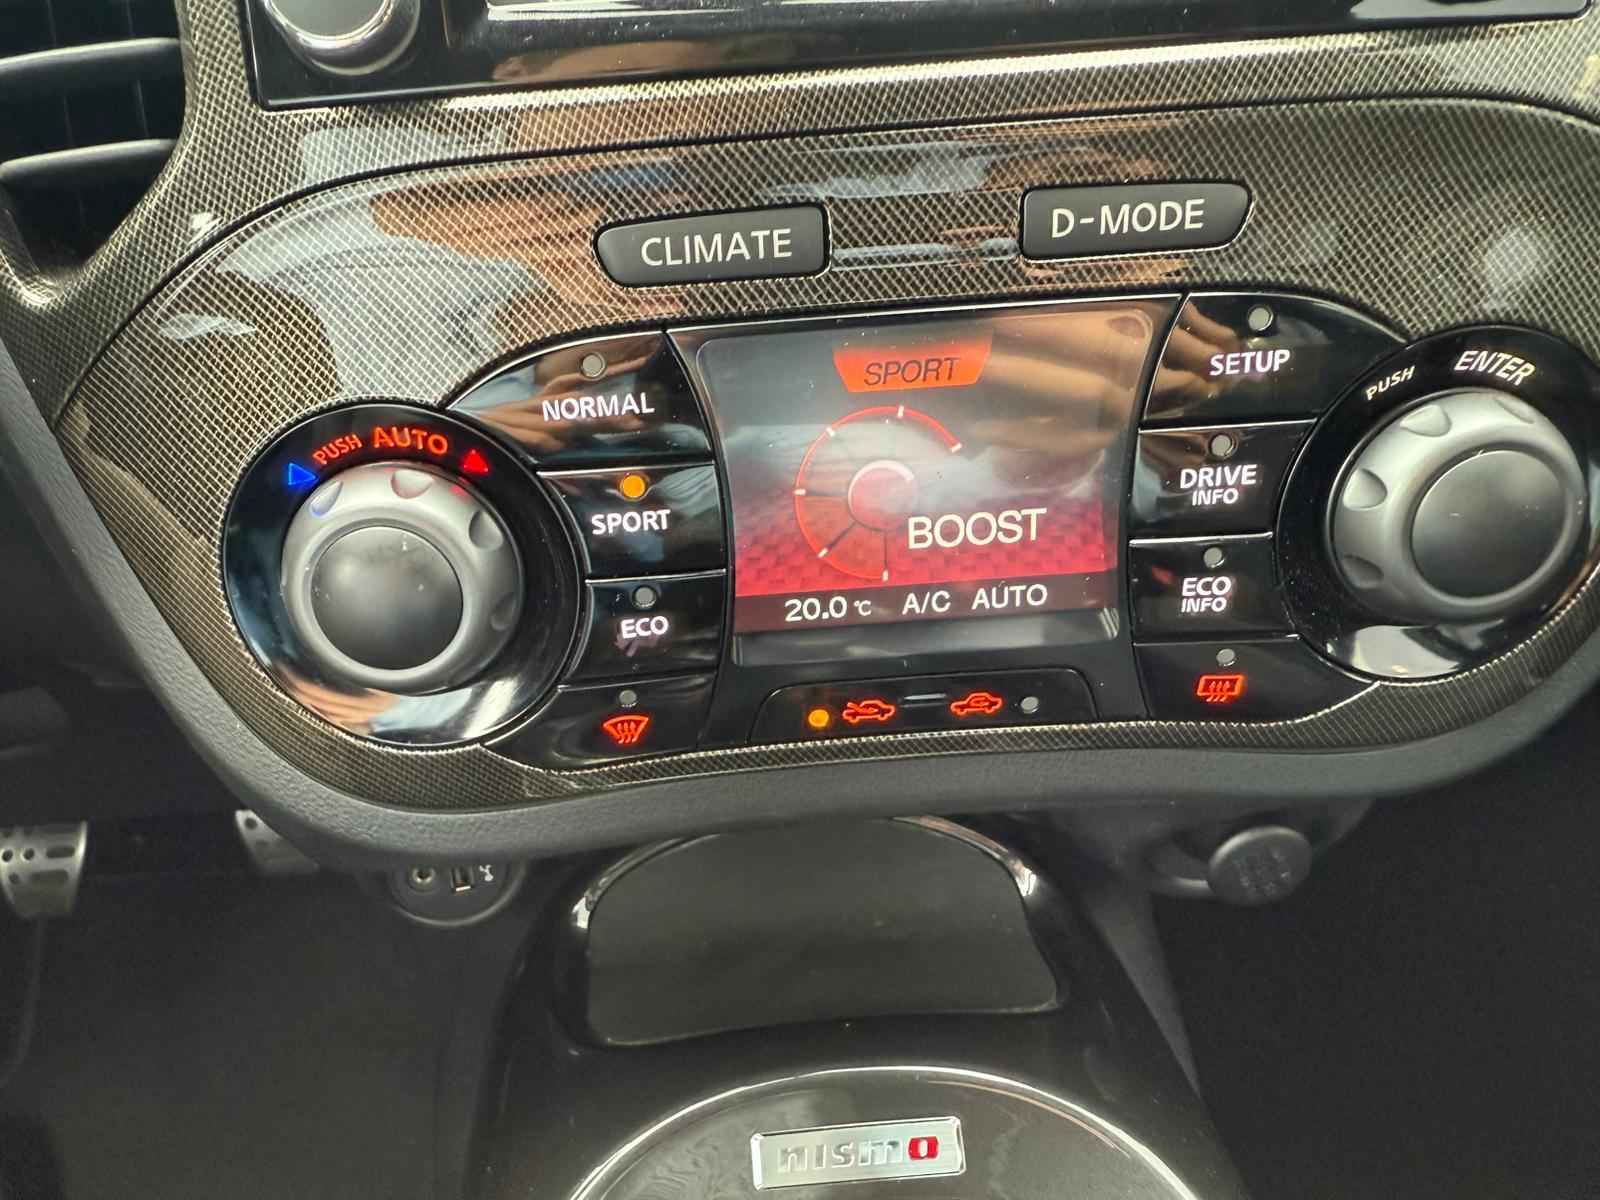 CLIMATE
D-MODE
PUSH AUTO
NORMAL
SPORT
ECO
SPORT
BOOST
20.0 °C A/C AUTO
SETUP
DRIVE
INFO
ECO
INFO
PUSH ENTER
nismo